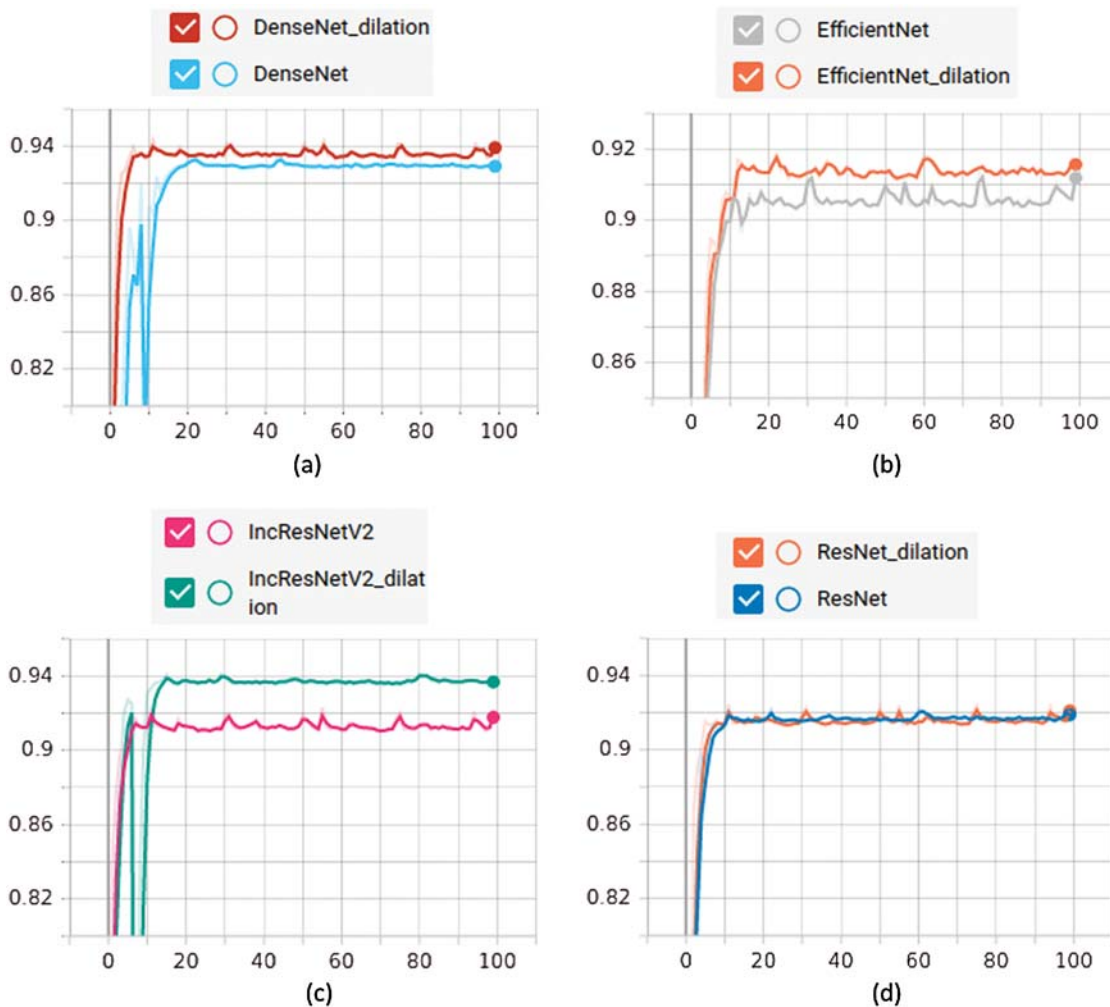 DenseNet_dilation
DenseNet
0.94
0.9
0.86
0.82
0 20 40 60 80 100
(a)
EfficientNet
EfficientNet_dilation
0.92
0.9
0.88
0.86
0 20 40 60 80 100
(b)
IncResNetV2
IncResNetV2_dilat
ion
0.94
0.9
0.86
0.82
0 20 40 60 80 100
(c)
ResNet_dilation
ResNet
0.94
0.9
0.86
0.82
0 20 40 60 80 100
(d)